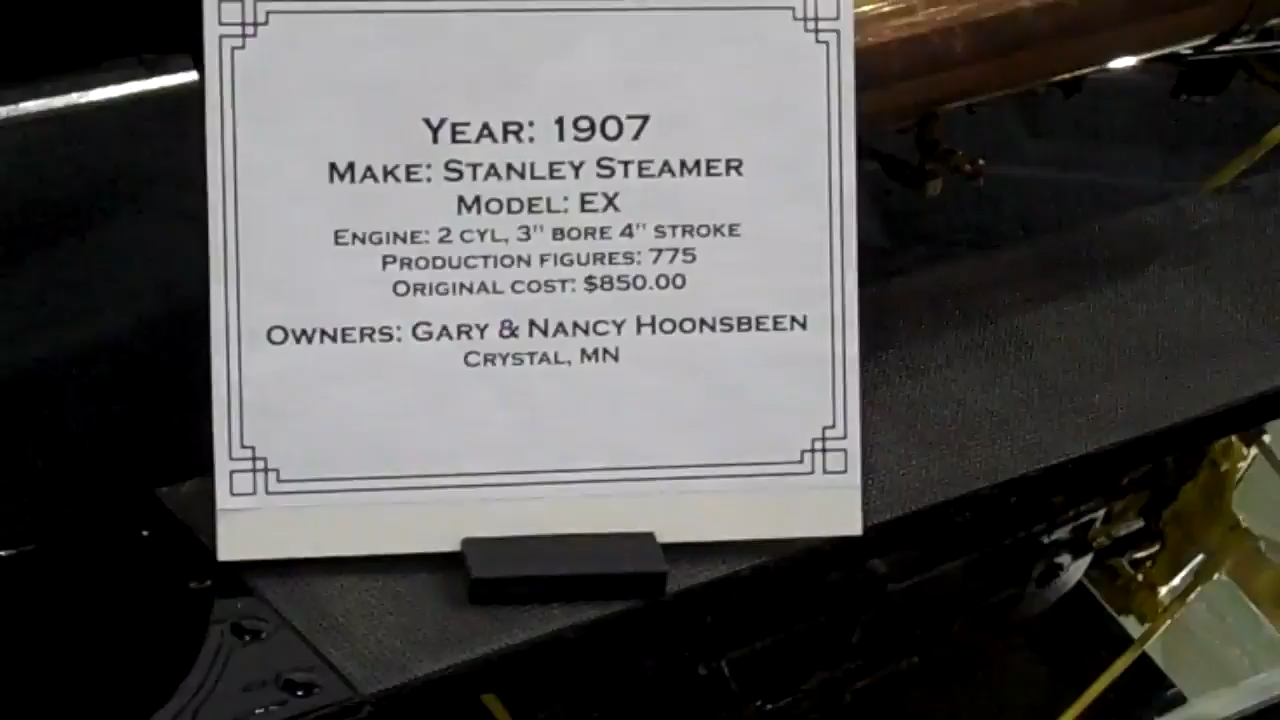 YEAR: 1907
MAKE: STANLEY STEAMER
MODEL: EX
ENGINE: 2 CYL, 3" BORE 4" STROKE
PRODUCTION FIGURES: 775
ORIGINAL COST: $850.00
OWNERS: GARY & NANCY HOONSBEEN
CRYSTAL, MN